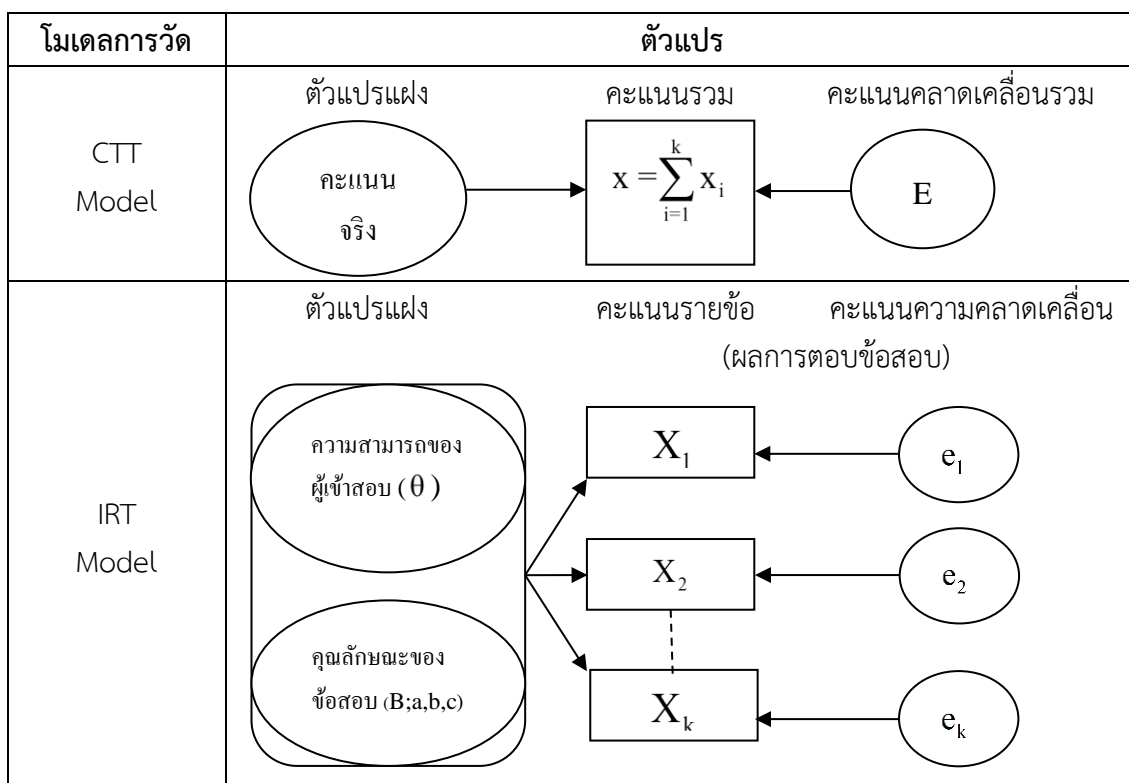 โมเดลการวัด
ตัวแปร
CTT
Model
ตัวแปรแฝง
คะแนนรวม
คะแนนคลาดเคลื่อนรวม
คะแนน
จริง
x = ∑ᵏᵢ₌₁ xᵢ
E
IRT
Model
ตัวแปรแฝง
คะแนนรายข้อ
คะแนนความคลาดเคลื่อน
(ผลการตอบข้อสอบ)
ความสามารถของ
ผู้เข้าสอบ (θ)
คุณลักษณะของ
ข้อสอบ (B;a,b,c)
X₁
e₁
X₂
e₂
Xₖ
eₖ